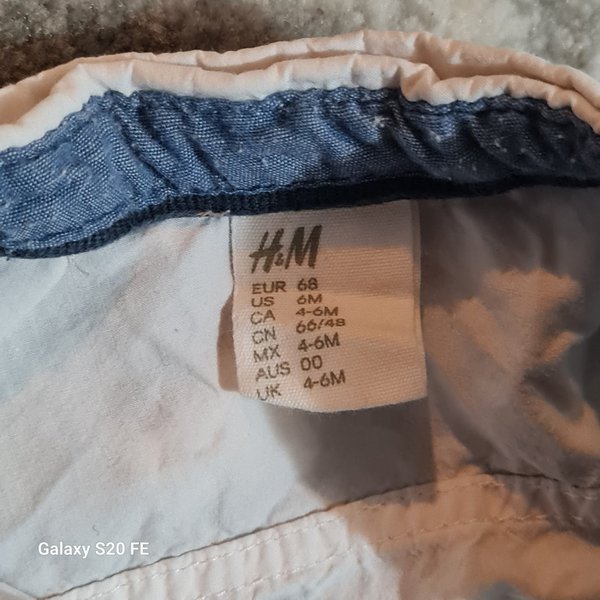 H&M
EUR 68
US 6M
CA 4-6M
CN 66/48
MX 4-6M
AUS 00
UK 4-6M
Galaxy S20 FE